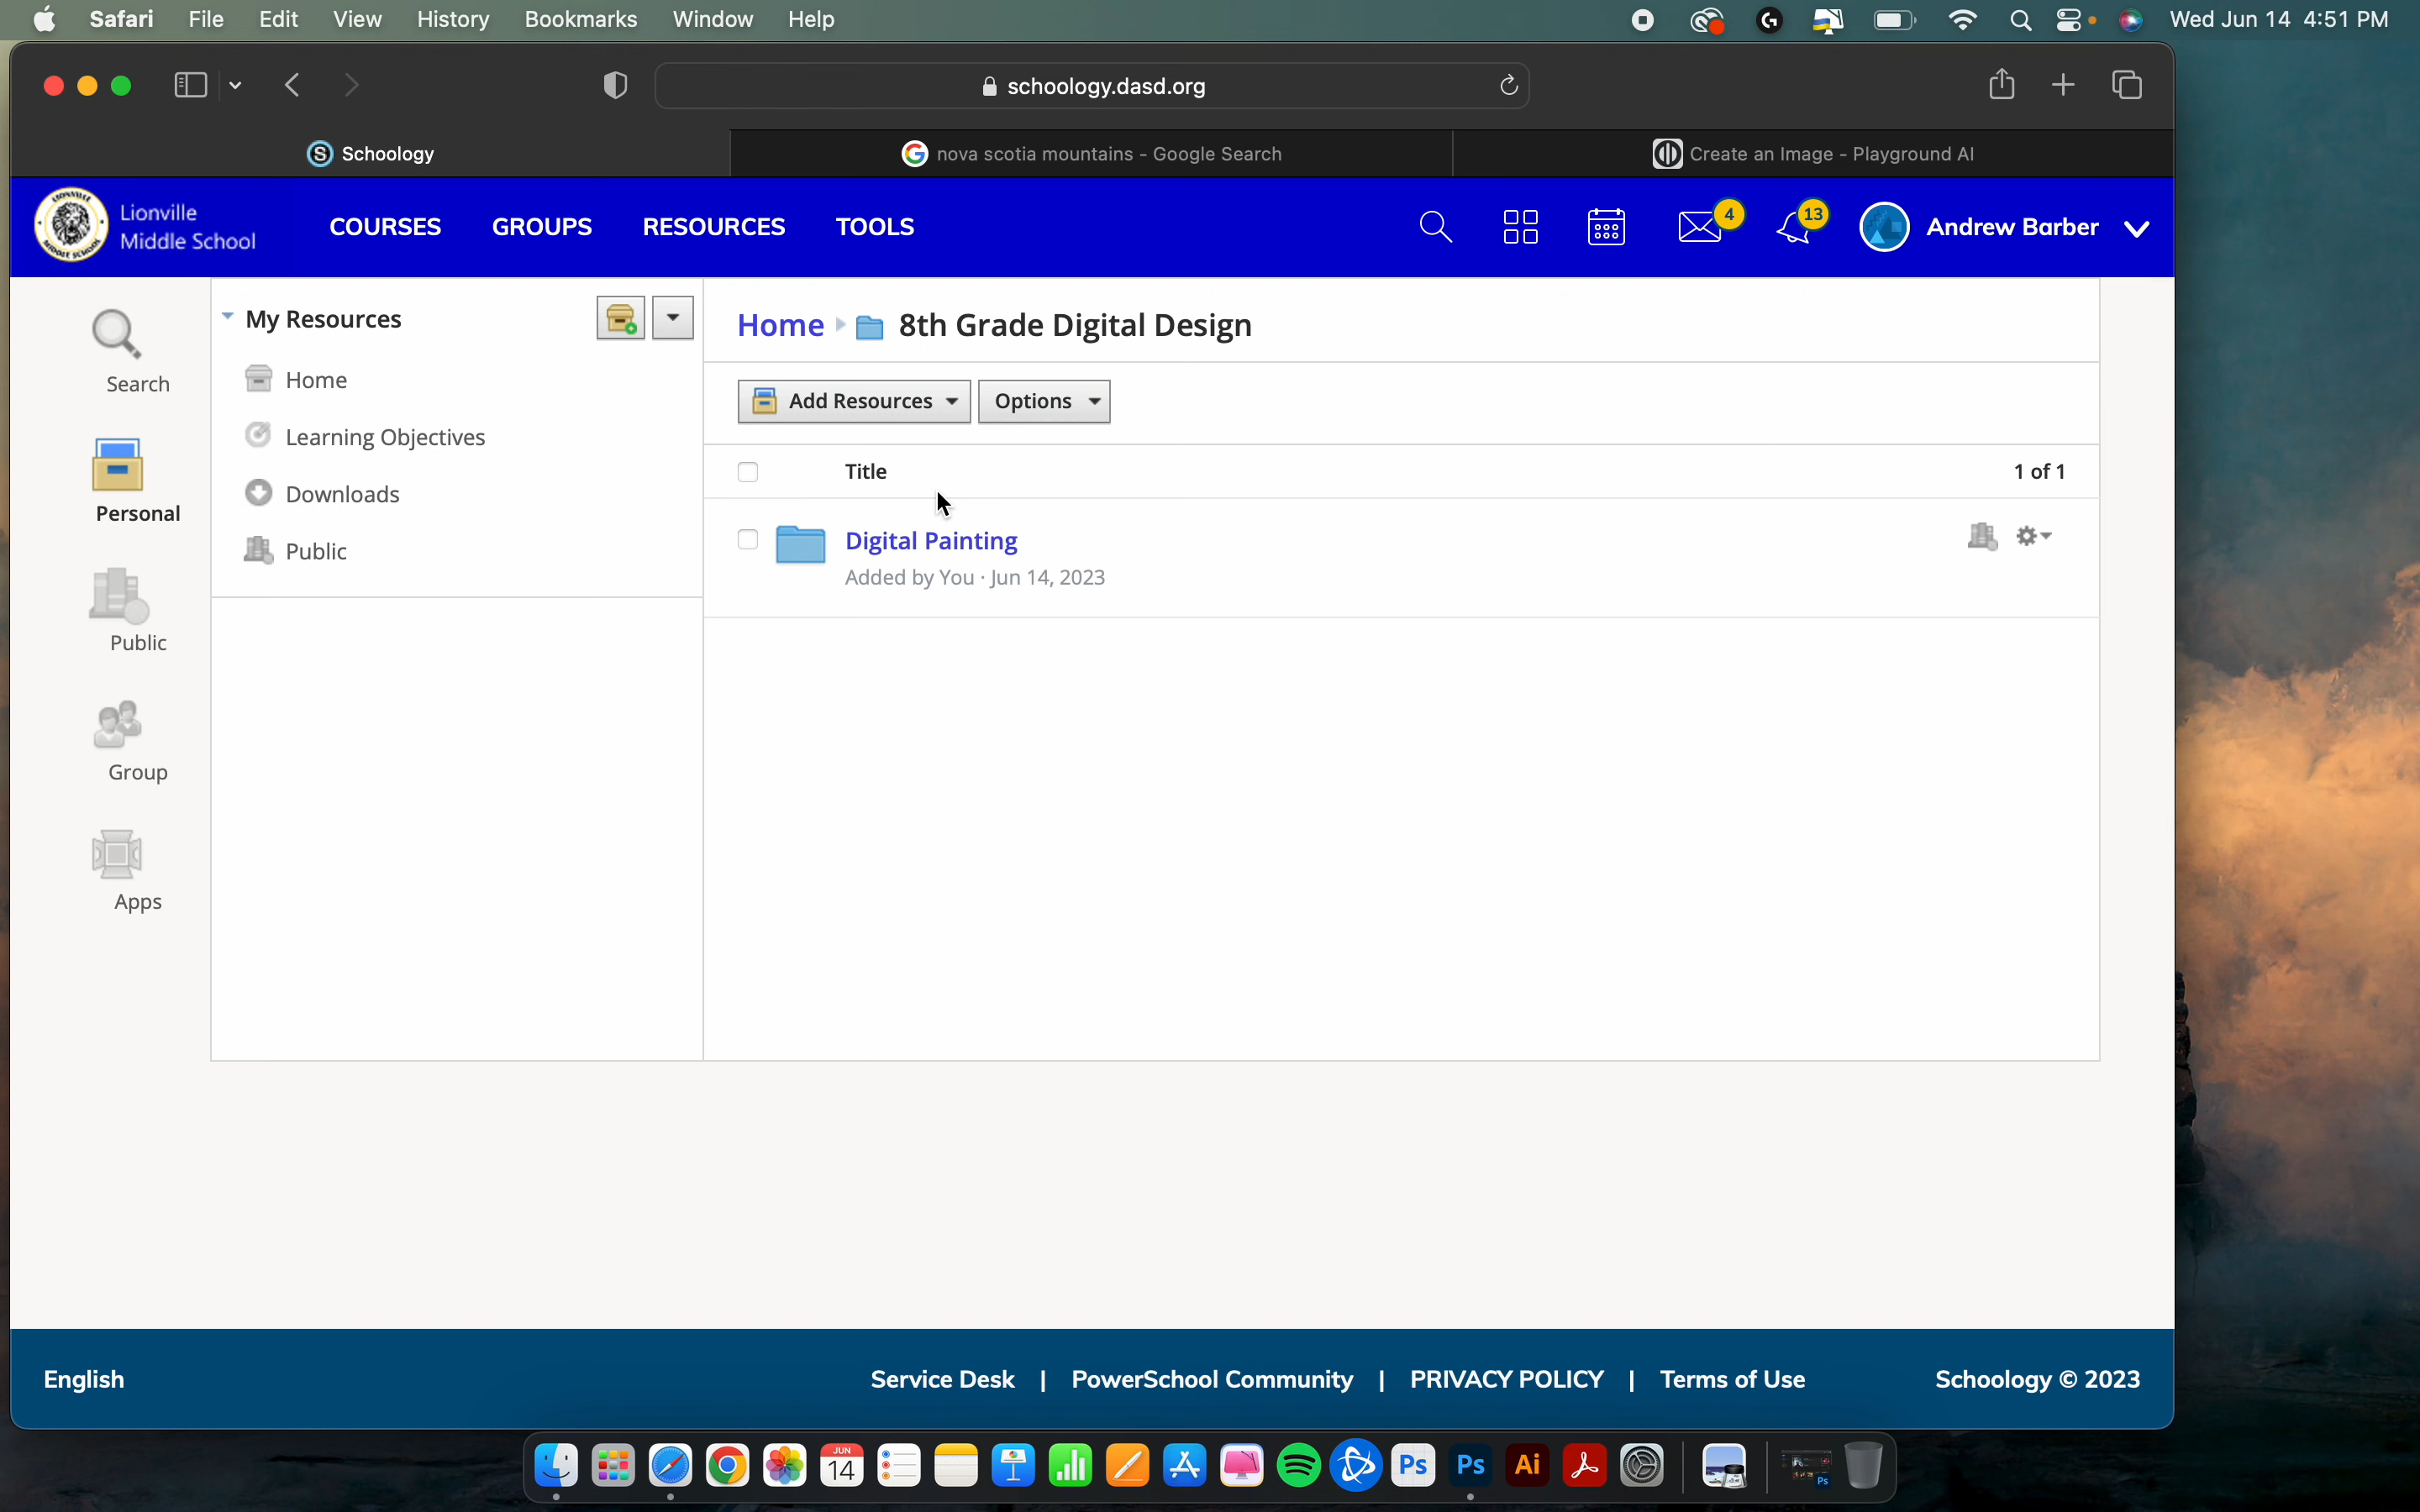 Safari File Edit View History Bookmarks Window Help Wed Jun 14 4:51 PM
schoology.dasd.org
Schoology nova scotia mountains - Google Search Create an Image - Playground AI
Lionville
Middle School
COURSES GROUPS RESOURCES TOOLS 4 13 Andrew Barber
Search
Personal
Public
Group
Apps
My Resources
Home
Learning Objectives
Downloads
Public
Home 8th Grade Digital Design
Add Resources Options
Title 1 of 1
Digital Painting
Added by You · Jun 14, 2023
English Service Desk | PowerSchool Community | PRIVACY POLICY | Terms of Use Schoology © 2023
JUN
14
Ps Ps Ai Ps